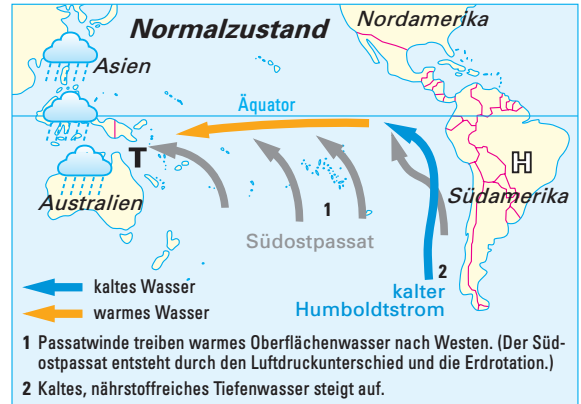 Normalzustand
Nordamerika
Asien
Äquator
T
H
Australien
1
Südamerika
Südostpassat
2
kalter
Humboldtstrom
kaltes Wasser
warmes Wasser
1 Passatwinde treiben warmes Oberflächenwasser nach Westen. (Der Süd-
ostpassat entsteht durch den Luftdruckunterschied und die Erdrotation.)
2 Kaltes, nährstoffreiches Tiefenwasser steigt auf.